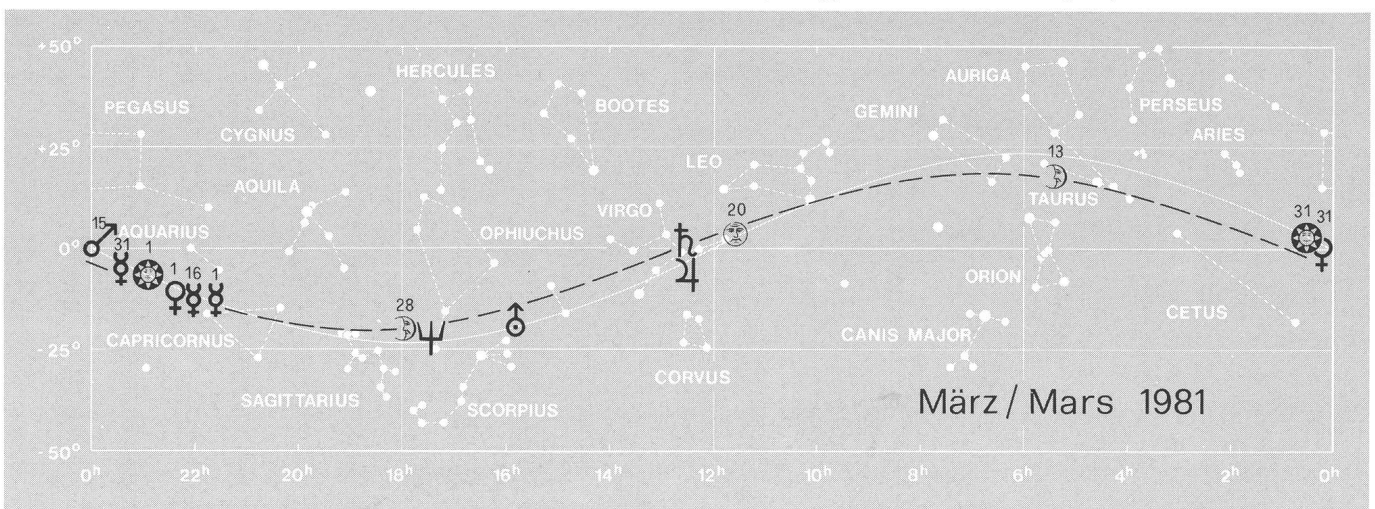 +50°
HERCULES
AURIGA
PEGASUS
BOOTES
GEMINI
PERSEUS
CYGNUS
ARIES
+25°
13
LEO
AQUILA
TAURUS
20
VIRGO
31 31
15
AQUARIUS
OPHIUCHUS
31 1
0°
1 16 1
ORION
28
CETUS
CAPRICORNUS
CANIS MAJOR
-25°
CORVUS
SAGITTARIUS
SCORPIUS
März / Mars 1981
-50°
0h 22h 20h 18h 16h 14h 12h 10h 8h 6h 4h 2h 0h